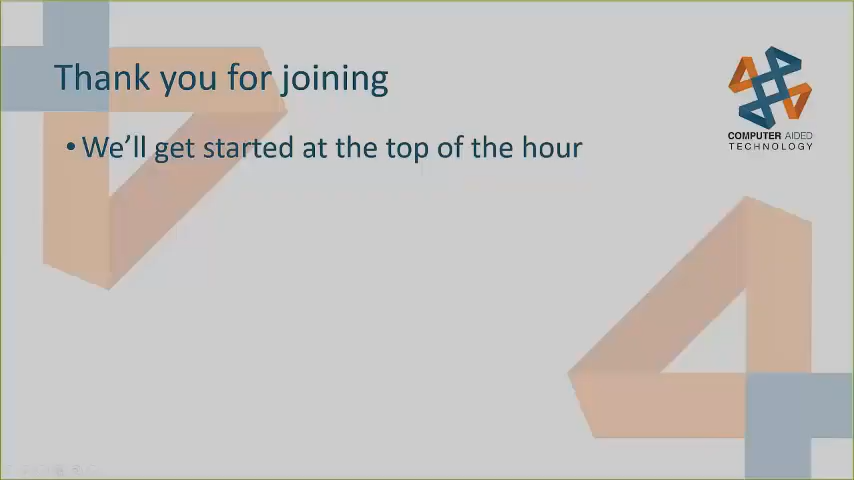 Thank you for joining
• We'll get started at the top of the hour
COMPUTER AIDED
TECHNOLOGY